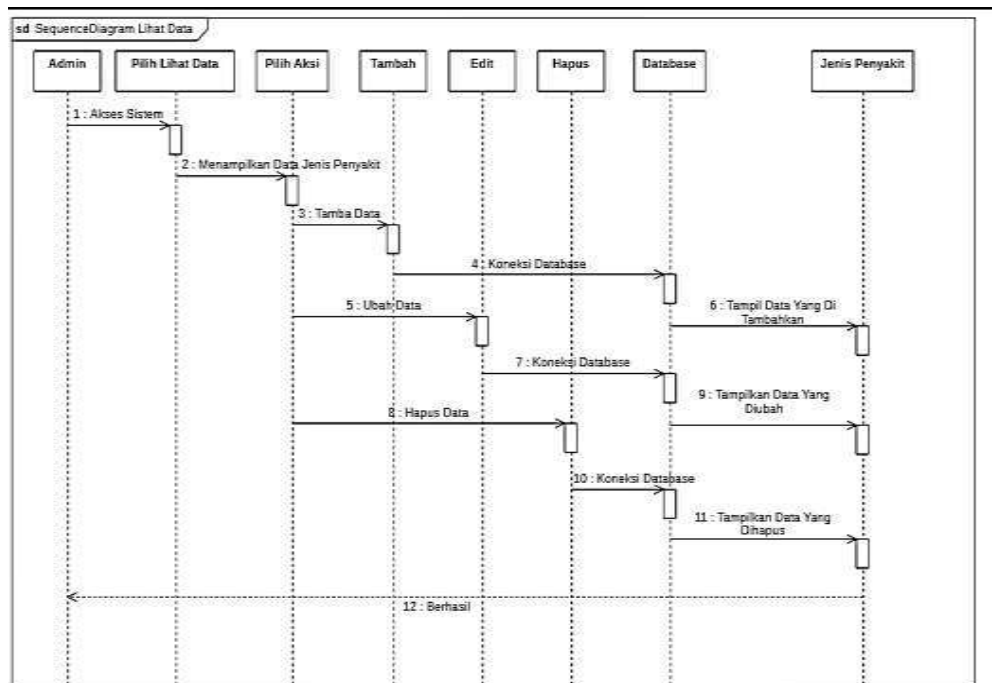 sd SequenceDiagram Lihat Data
Admin
Pilih Lihat Data
Pilih Aksi
Tambah
Edit
Hapus
Database
Jenis Penyakit
1 : Akses Sistem
2 : Menampilkan Data Jenis Penyakit
3 : Tamba Data
4 : Koneksi Database
5 : Ubah Data
6 : Tampil Data Yang Di
Tambahkan
7 : Koneksi Database
8 : Hapus Data
9 : Tampilkan Data Yang
Diubah
10 : Koneksi Database
11 : Tampilkan Data Yang
Dihapus
12 : Berhasil